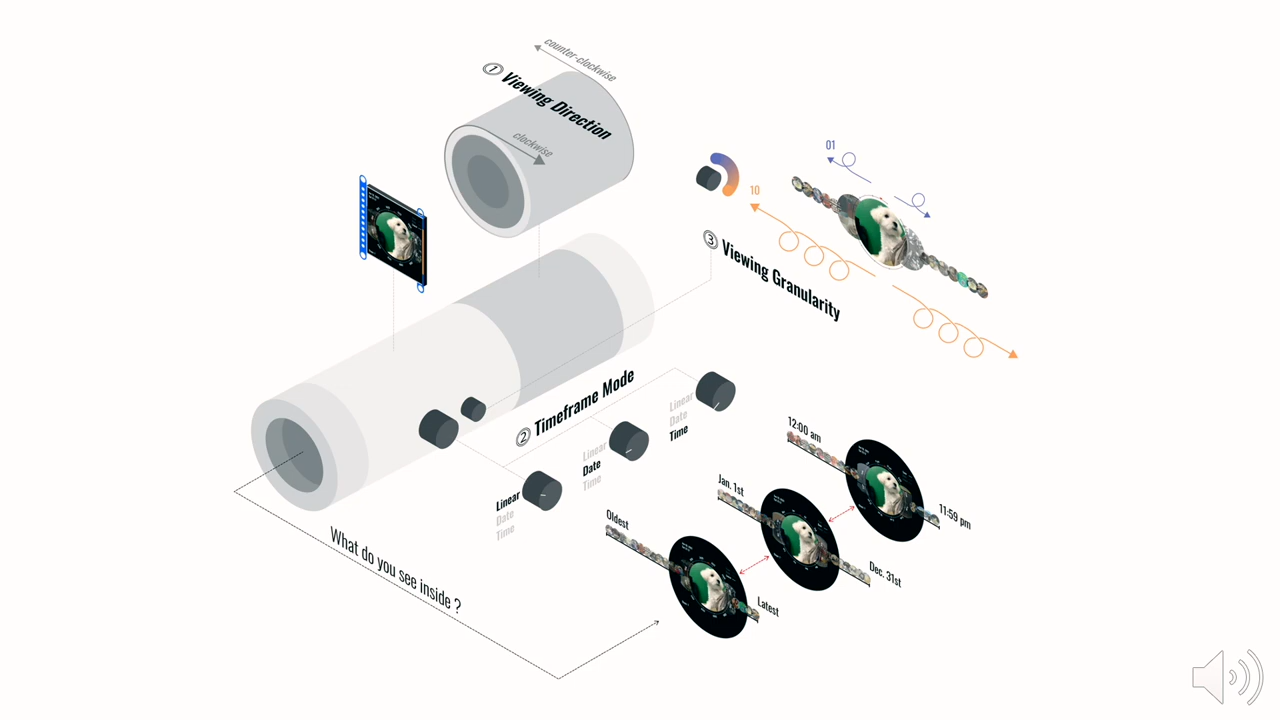 counter-clockwise
① Viewing Direction
clockwise
01
10
③ Viewing Granularity
② Timeframe Mode
Linear
Date
Time
Linear
Date
Time
Linear
Date
Time
12:00 am
11:59 pm
Jan. 1st
Dec. 31st
Oldest
Latest
What do you see inside ?